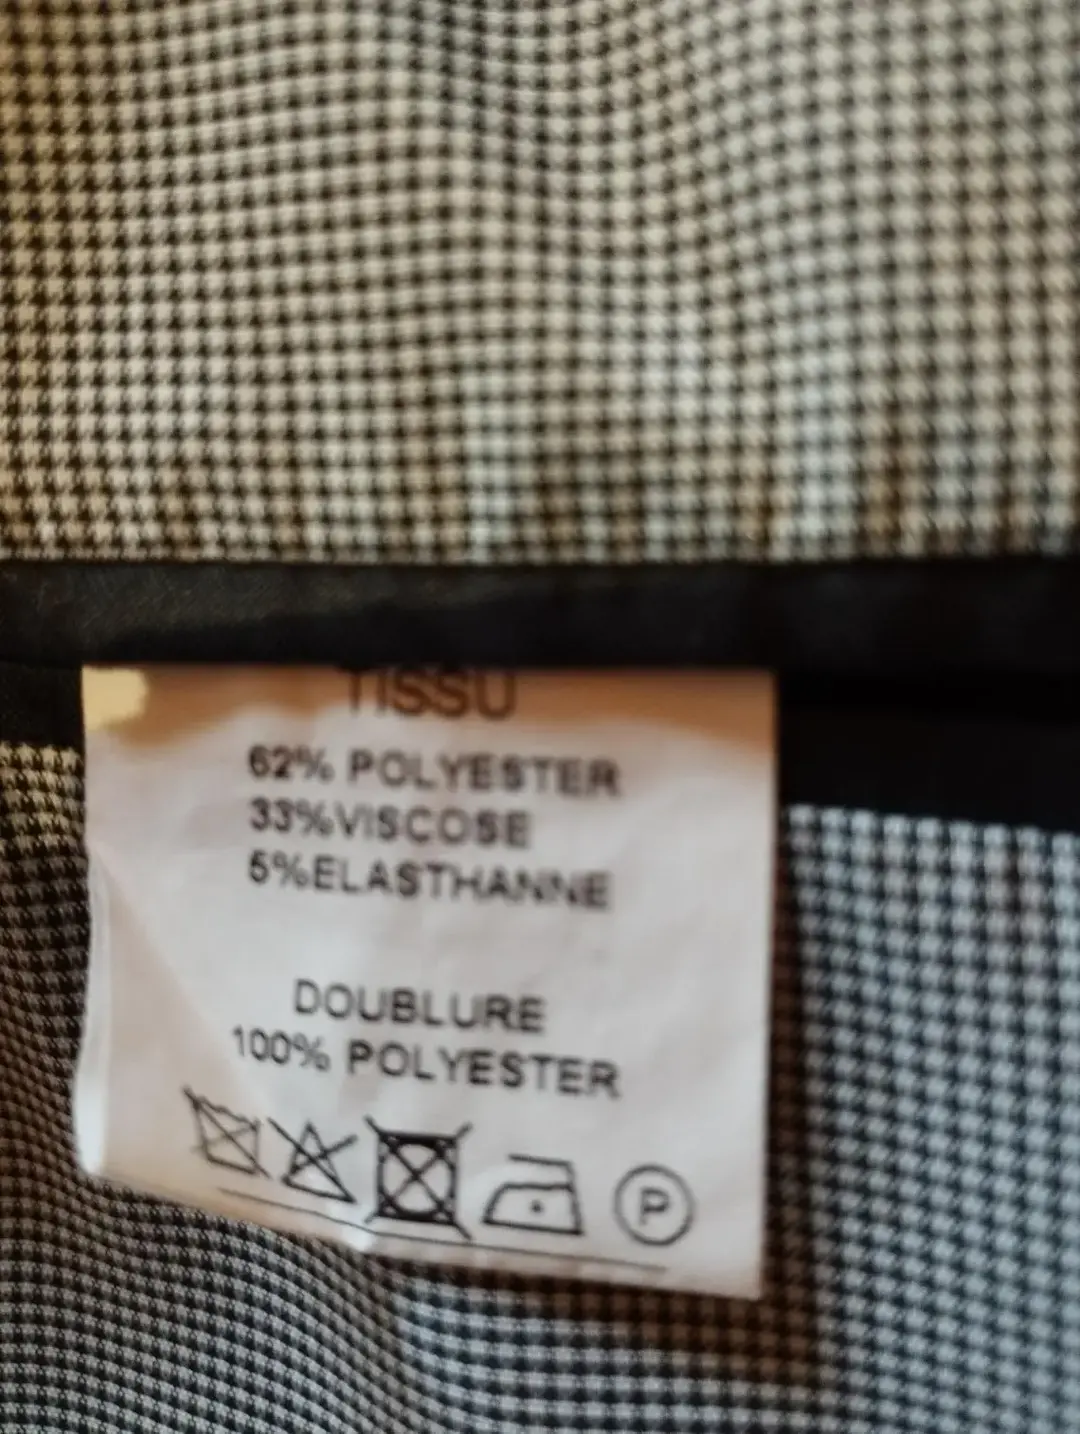 TISSU
62% POLYESTER
33%VISCOSE
5%ELASTHANNE
DOUBLURE
100% POLYESTER
P